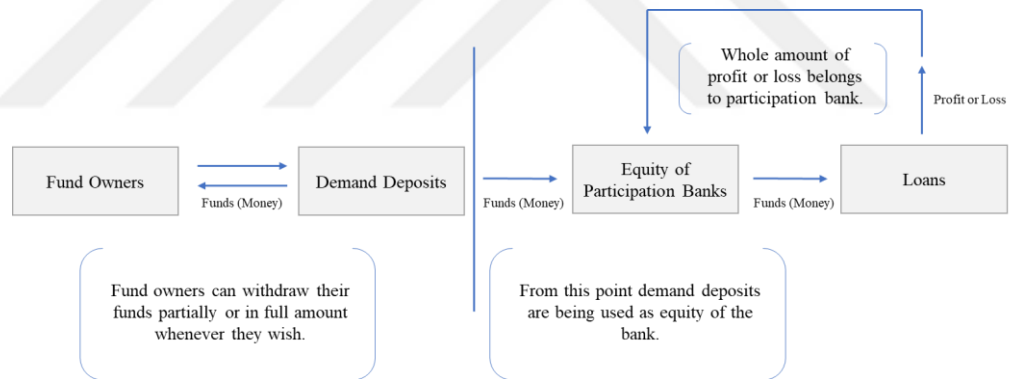 Whole amount of
profit or loss belongs
to participation bank.
Profit or Loss
Fund Owners
Funds (Money)
Demand Deposits
Funds (Money)
Equity of
Participation Banks
Funds (Money)
Loans
Fund owners can withdraw their
funds partially or in full amount
whenever they wish.
From this point demand deposits
are being used as equity of the
bank.